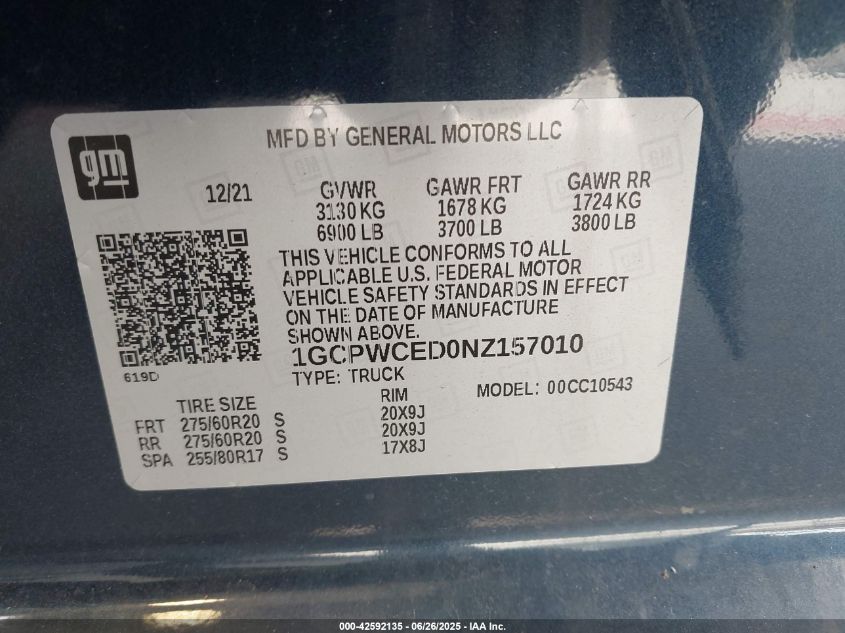 MFD BY GENERAL MOTORS LLC
gm
12/21 GVWR GAWR FRT GAWR RR
3130 KG 1678 KG 1724 KG
6900 LB 3700 LB 3800 LB
THIS VEHICLE CONFORMS TO ALL
APPLICABLE U.S. FEDERAL MOTOR
VEHICLE SAFETY STANDARDS IN EFFECT
ON THE DATE OF MANUFACTURE
SHOWN ABOVE.
1GCPWCED0NZ157010
619D
TYPE: TRUCK
MODEL: 00CC10543
TIRE SIZE RIM
FRT 275/60R20 S 20X9J
RR 275/60R20 S 20X9J
SPA 255/80R17 S 17X8J
000-42592135 - 06/26/2025 - IAA Inc.